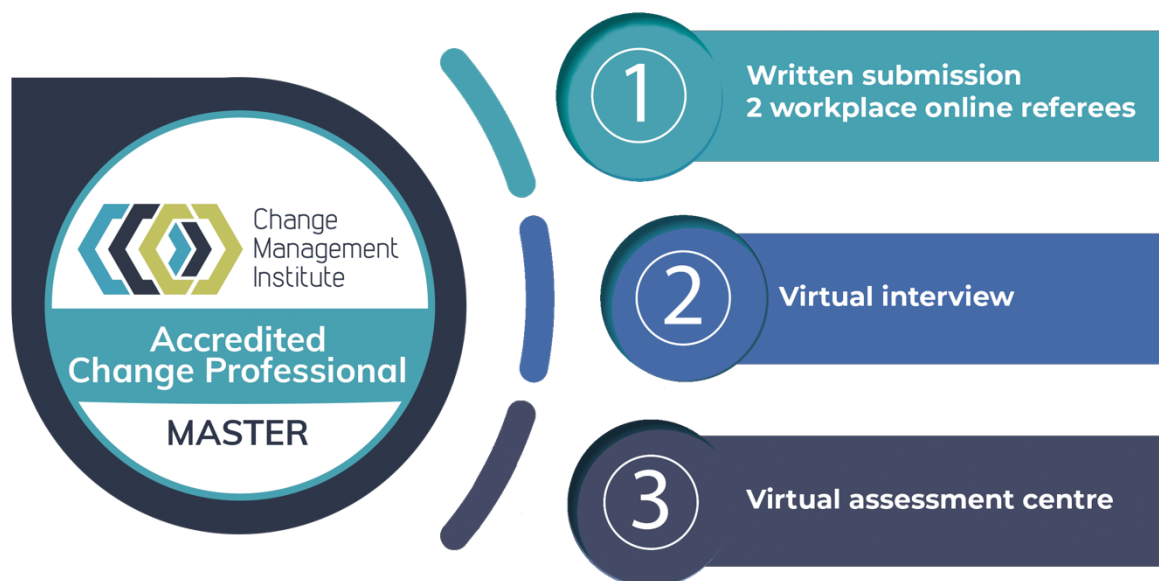 Change
Management
Institute
Accredited
Change Professional
MASTER
1
Written submission
2 workplace online referees
2
Virtual interview
3
Virtual assessment centre